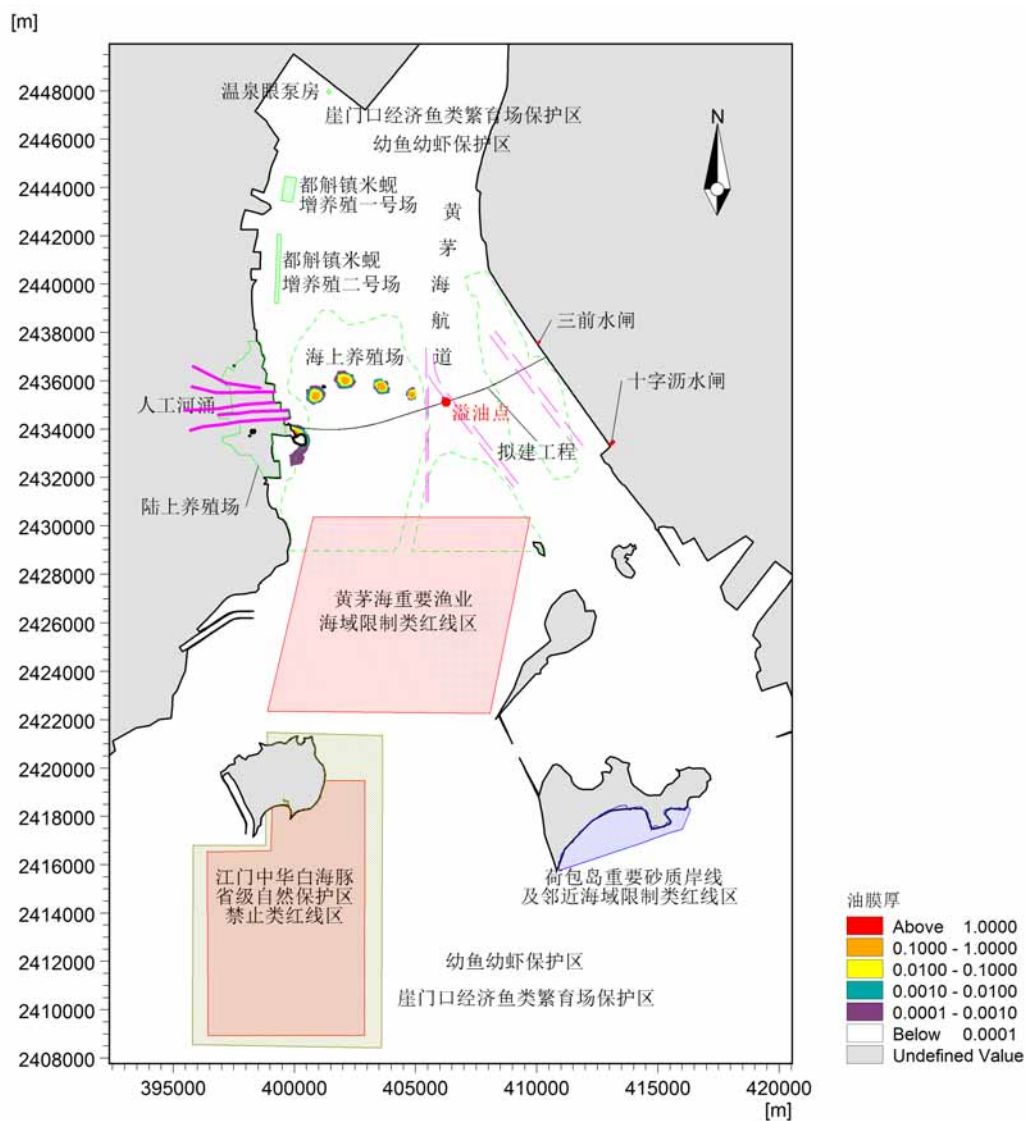 [m]
2448000
2446000
2444000
2442000
2440000
2438000
2436000
2434000
2432000
2430000
2428000
2426000
2424000
2422000
2420000
2418000
2416000
2414000
2412000
2410000
2408000
温泉眼泵房
崖门口经济鱼类繁育场保护区
幼鱼幼虾保护区
N
都斛镇米蚬
增养殖一号场
都斛镇米蚬
增养殖二号场
黄茅海航道
三前水闸
海上养殖场
十字沥水闸
人工河涌
溢油点
拟建工程
陆上养殖场
黄茅海重要渔业
海域限制类红线区
江门中华白海豚
省级自然保护区
禁止类红线区
荷包岛重要砂质岸线
及邻近海域限制类红线区
幼鱼幼虾保护区
崖门口经济鱼类繁育场保护区
油膜厚
Above 1.0000
0.1000 - 1.0000
0.0100 - 0.1000
0.0010 - 0.0100
0.0001 - 0.0010
Below 0.0001
Undefined Value
395000 400000 405000 410000 415000 420000
[m]